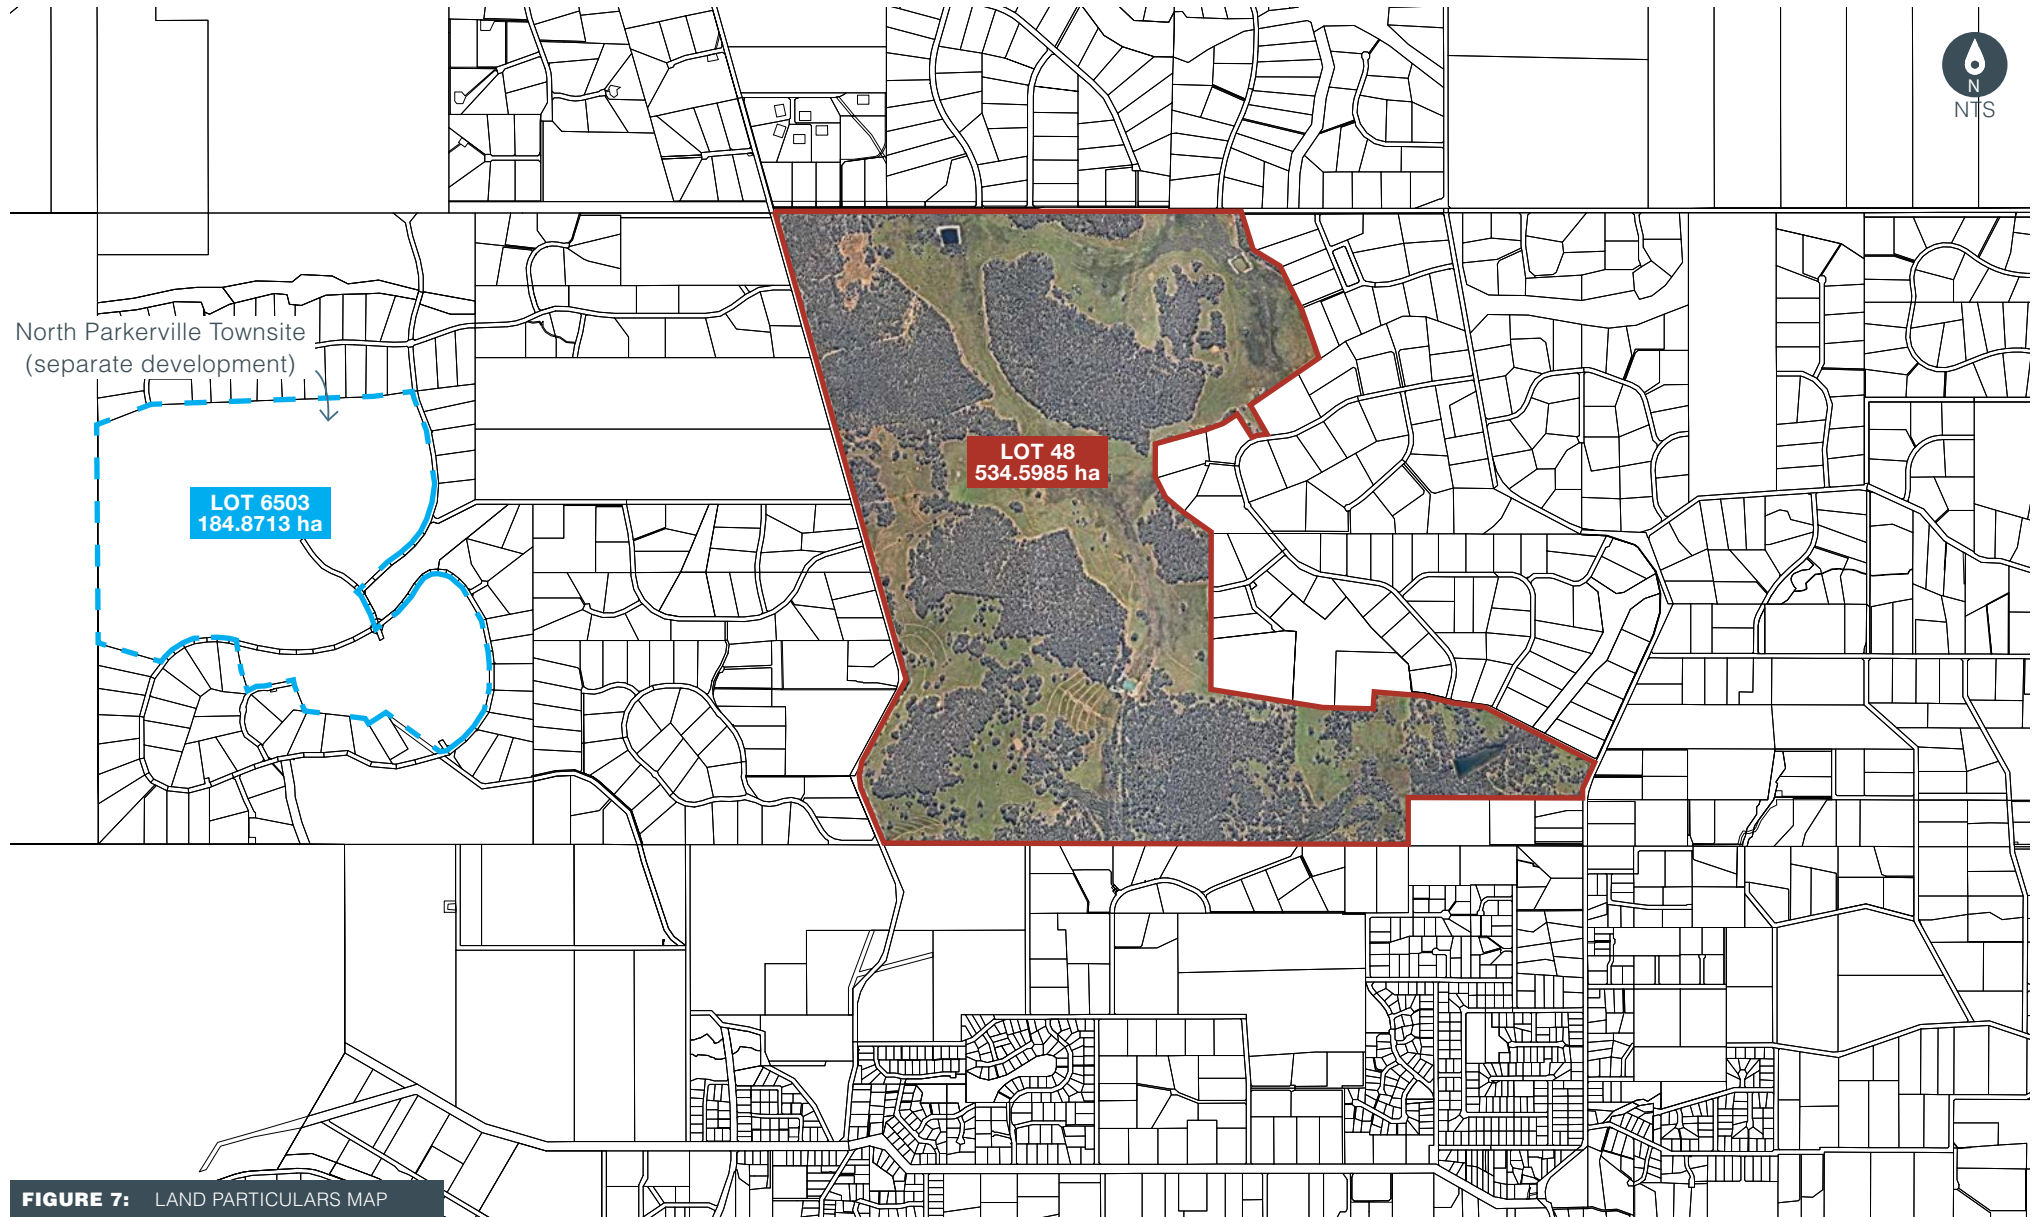 N
NTS
North Parkerville Townsite
(separate development)
LOT 48
534.5985 ha
LOT 6503
184.8713 ha
FIGURE 7: LAND PARTICULARS MAP